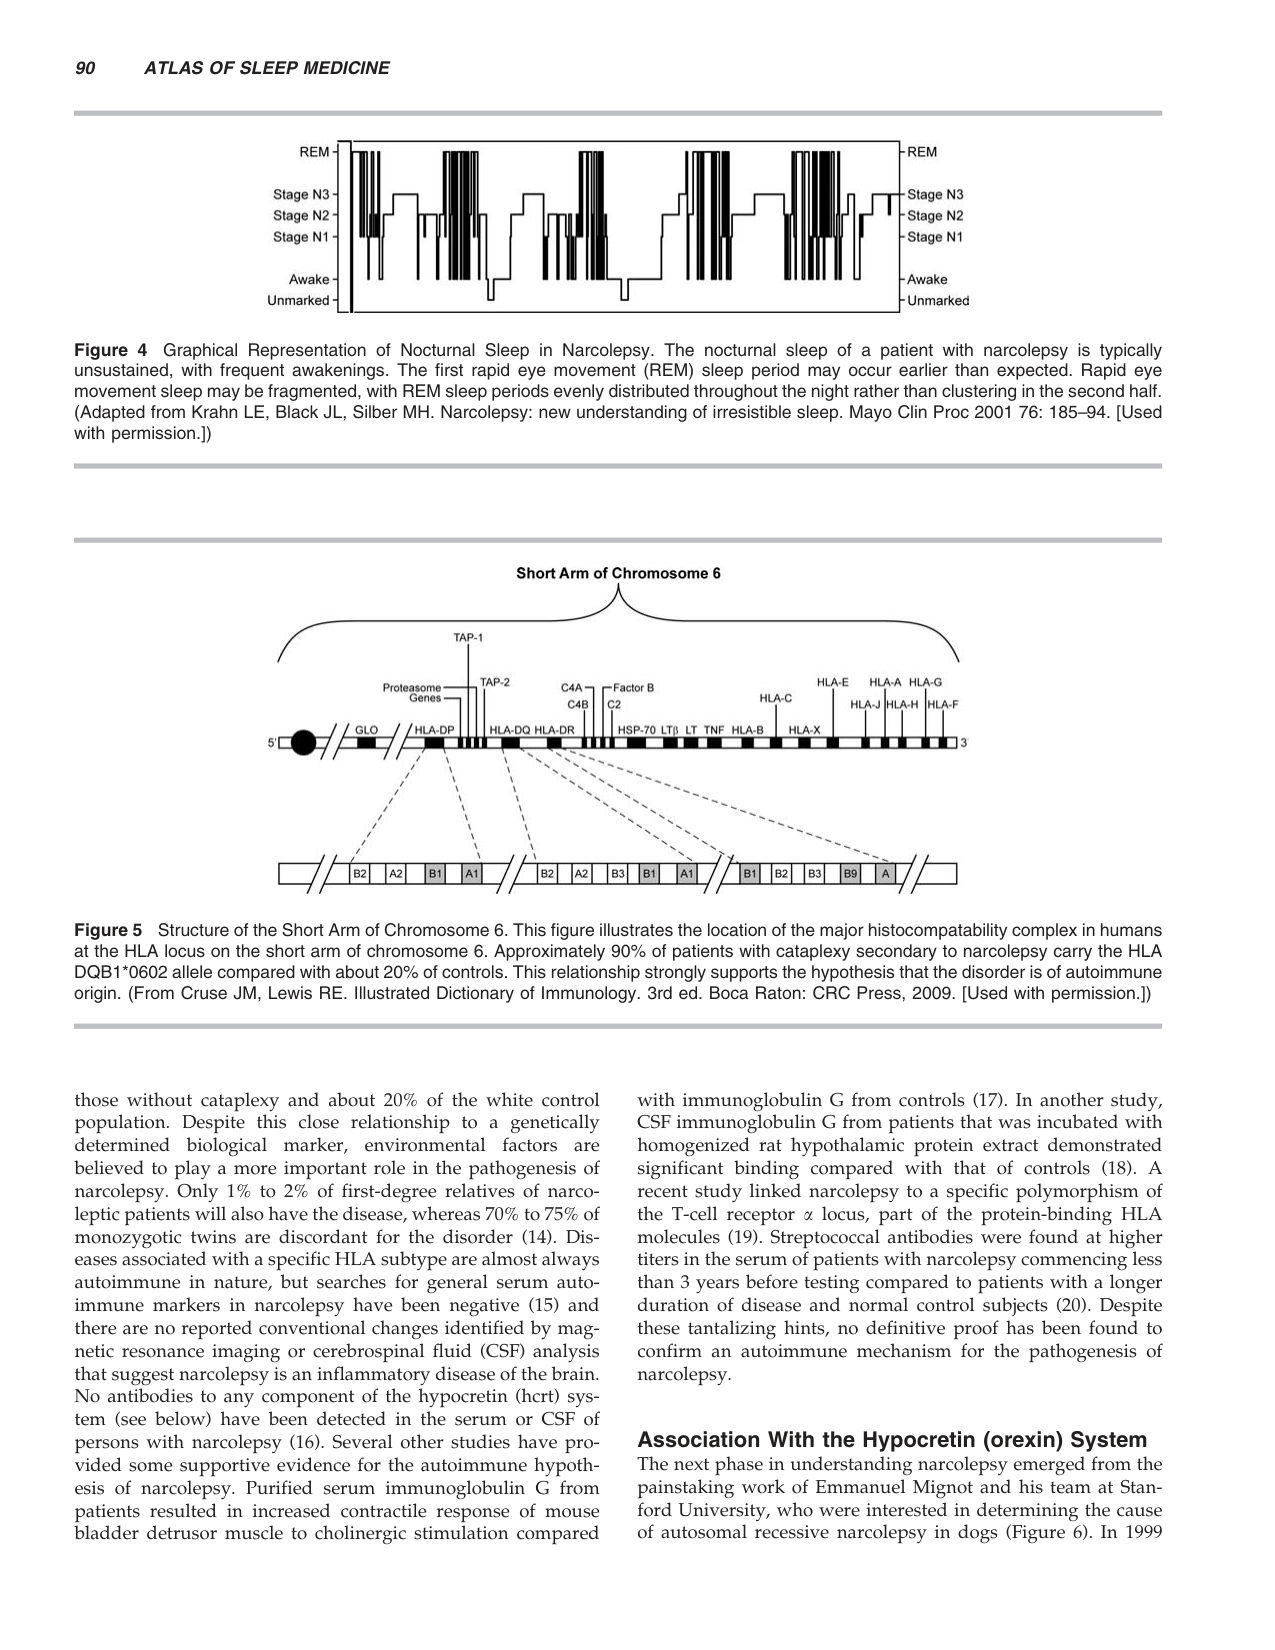 90 ATLAS OF SLEEP MEDICINE
REM
Stage N3
Stage N2
Stage N1
Awake
Unmarked
REM
Stage N3
Stage N2
Stage N1
Awake
Unmarked
Figure 4 Graphical Representation of Nocturnal Sleep in Narcolepsy. The nocturnal sleep of a patient with narcolepsy is typically
unsustained, with frequent awakenings. The first rapid eye movement (REM) sleep period may occur earlier than expected. Rapid eye
movement sleep may be fragmented, with REM sleep periods evenly distributed throughout the night rather than clustering in the second half.
(Adapted from Krahn LE, Black JL, Silber MH. Narcolepsy: new understanding of irresistible sleep. Mayo Clin Proc 2001 76: 185–94. [Used
with permission.])
Short Arm of Chromosome 6
TAP-1
Proteasome
Genes
TAP-2
C4A
Factor B
C4B
C2
HLA-C
HLA-E
HLA-A HLA-G
HLA-J HLA-H HLA-F
GLO
HLA-DP
HLA-DQ HLA-DR
HSP-70 LTβ LT TNF HLA-B
HLA-X
5'
3'
B2 A2 B1 A1
B2 A2 B3 B1 A1
B1 B2 B3 B9 A
Figure 5 Structure of the Short Arm of Chromosome 6. This figure illustrates the location of the major histocompatability complex in humans
at the HLA locus on the short arm of chromosome 6. Approximately 90% of patients with cataplexy secondary to narcolepsy carry the HLA
DQB1*0602 allele compared with about 20% of controls. This relationship strongly supports the hypothesis that the disorder is of autoimmune
origin. (From Cruse JM, Lewis RE. Illustrated Dictionary of Immunology. 3rd ed. Boca Raton: CRC Press, 2009. [Used with permission.])
those without cataplexy and about 20% of the white control
population. Despite this close relationship to a genetically
determined biological marker, environmental factors are
believed to play a more important role in the pathogenesis of
narcolepsy. Only 1% to 2% of first-degree relatives of narco-
leptic patients will also have the disease, whereas 70% to 75% of
monozygotic twins are discordant for the disorder (14). Dis-
eases associated with a specific HLA subtype are almost always
autoimmune in nature, but searches for general serum auto-
immune markers in narcolepsy have been negative (15) and
there are no reported conventional changes identified by mag-
netic resonance imaging or cerebrospinal fluid (CSF) analysis
that suggest narcolepsy is an inflammatory disease of the brain.
No antibodies to any component of the hypocretin (hcrt) sys-
tem (see below) have been detected in the serum or CSF of
persons with narcolepsy (16). Several other studies have pro-
vided some supportive evidence for the autoimmune hypoth-
esis of narcolepsy. Purified serum immunoglobulin G from
patients resulted in increased contractile response of mouse
bladder detrusor muscle to cholinergic stimulation compared
with immunoglobulin G from controls (17). In another study,
CSF immunoglobulin G from patients that was incubated with
homogenized rat hypothalamic protein extract demonstrated
significant binding compared with that of controls (18). A
recent study linked narcolepsy to a specific polymorphism of
the T-cell receptor α locus, part of the protein-binding HLA
molecules (19). Streptococcal antibodies were found at higher
titers in the serum of patients with narcolepsy commencing less
than 3 years before testing compared to patients with a longer
duration of disease and normal control subjects (20). Despite
these tantalizing hints, no definitive proof has been found to
confirm an autoimmune mechanism for the pathogenesis of
narcolepsy.
Association With the Hypocretin (orexin) System
The next phase in understanding narcolepsy emerged from the
painstaking work of Emmanuel Mignot and his team at Stan-
ford University, who were interested in determining the cause
of autosomal recessive narcolepsy in dogs (Figure 6). In 1999